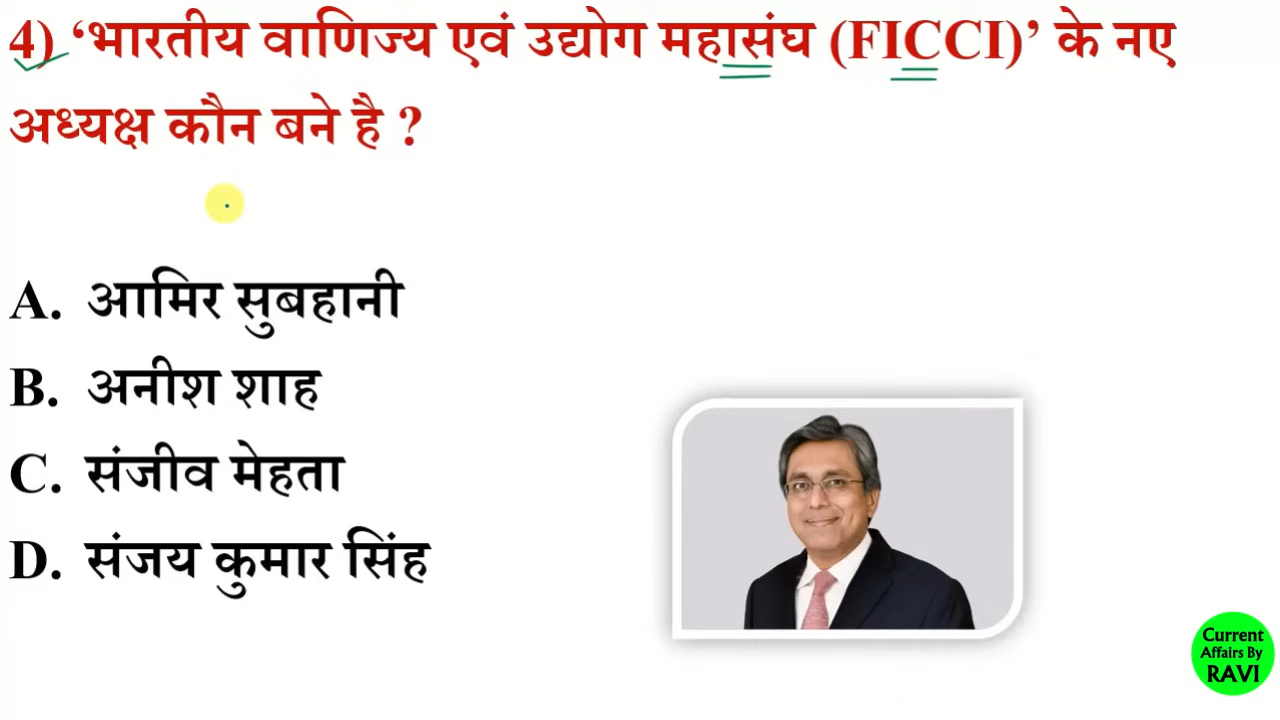 4) ‘भारतीय वाणिज्य एवं उद्योग महासंघ (FICCI)’ के नए
अध्यक्ष कौन बने है ?
A. आमिर सुबहानी
B. अनीश शाह
C. संजीव मेहता
D. संजय कुमार सिंह
Current
Affairs By
RAVI